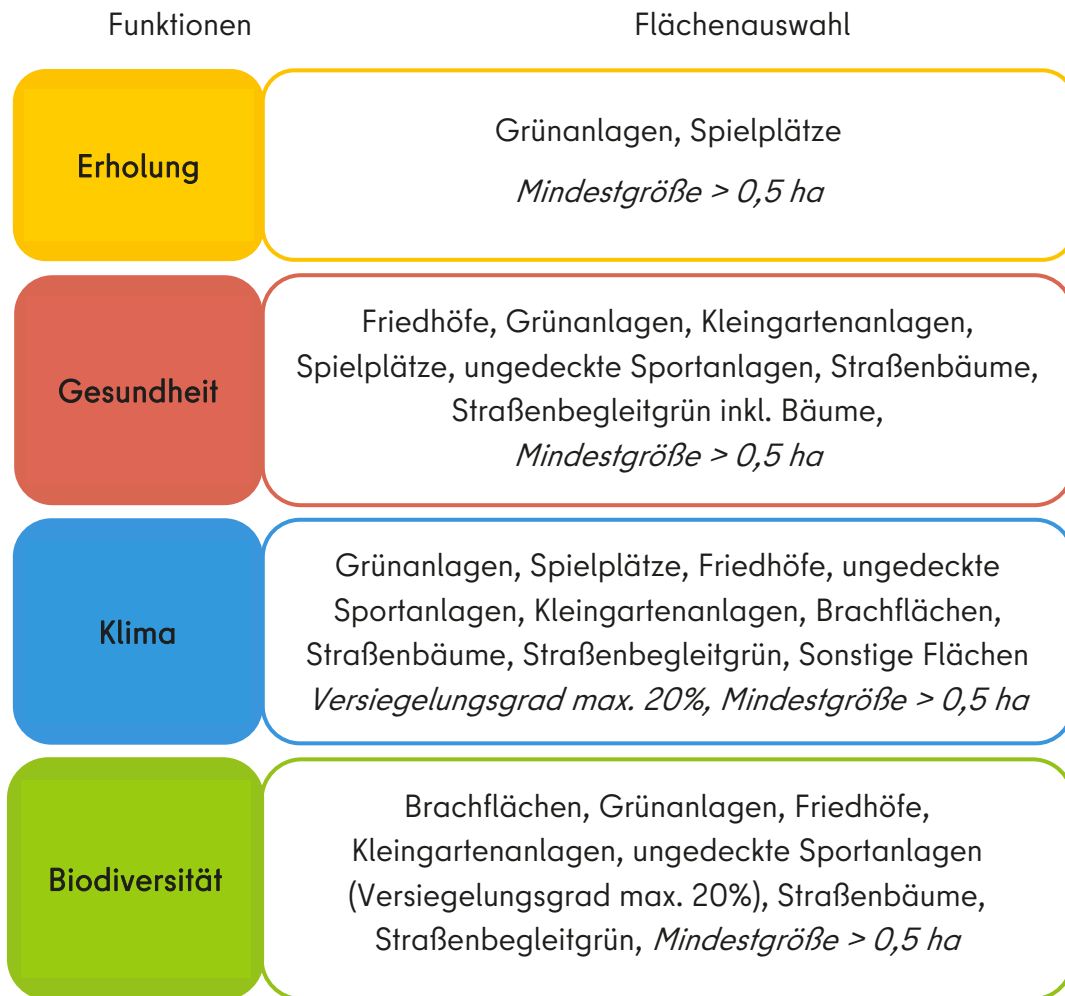 Funktionen
Flächenauswahl
Erholung
Grünanlagen, Spielplätze
Mindestgröße > 0,5 ha
Gesundheit
Friedhöfe, Grünanlagen, Kleingartenanlagen,
Spielplätze, ungedeckte Sportanlagen, Straßenbäume,
Straßenbegleitgrün inkl. Bäume,
Mindestgröße > 0,5 ha
Klima
Grünanlagen, Spielplätze, Friedhöfe, ungedeckte
Sportanlagen, Kleingartenanlagen, Brachflächen,
Straßenbäume, Straßenbegleitgrün, Sonstige Flächen
Versiegelungsgrad max. 20%, Mindestgröße > 0,5 ha
Biodiversität
Brachflächen, Grünanlagen, Friedhöfe,
Kleingartenanlagen, ungedeckte Sportanlagen
(Versiegelungsgrad max. 20%), Straßenbäume,
Straßenbegleitgrün, Mindestgröße > 0,5 ha